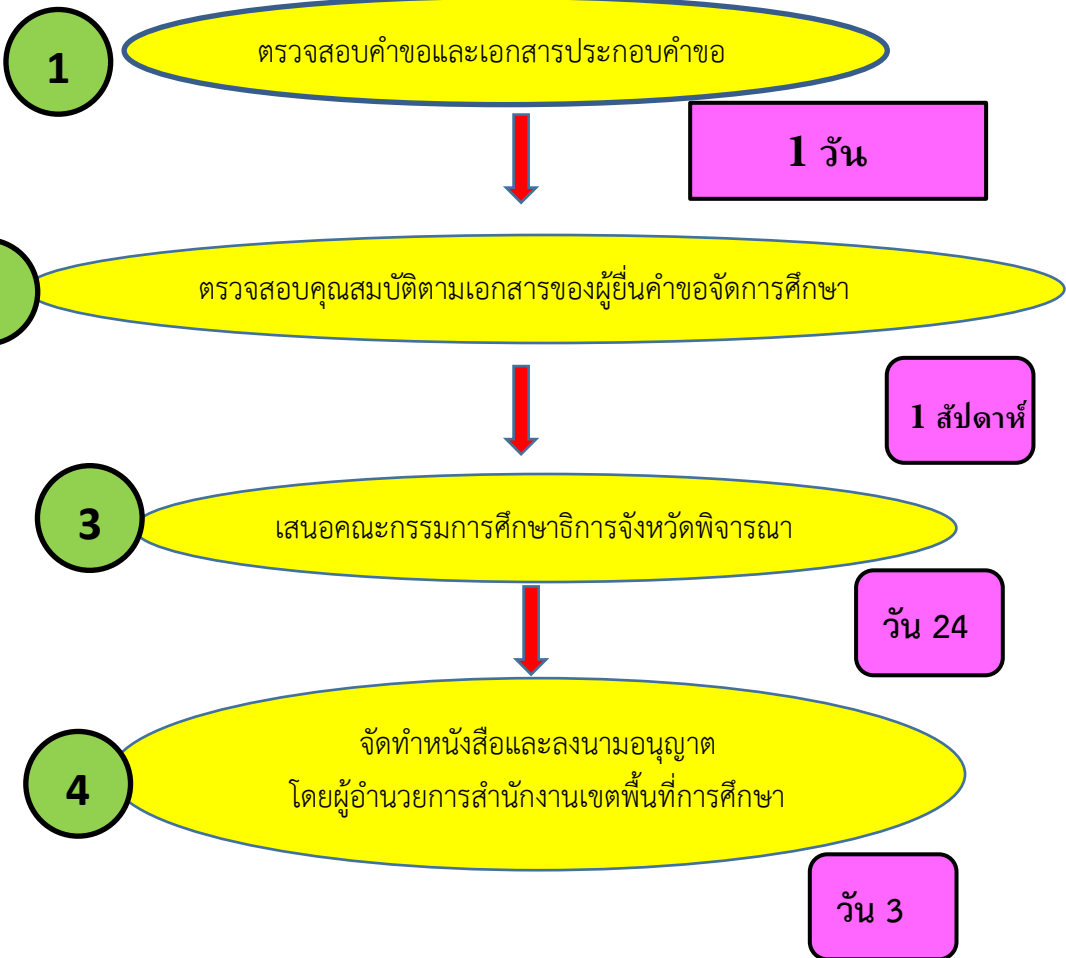 1
ตรวจสอบคำขอและเอกสารประกอบคำขอ
1 วัน
ตรวจสอบคุณสมบัติตามเอกสารของผู้ยื่นคำขอจัดการศึกษา
1 สัปดาห์
3
เสนอคณะกรรมการศึกษาธิการจังหวัดพิจารณา
วัน 24
4
จัดทำหนังสือและลงนามอนุญาต
โดยผู้อำนวยการสำนักงานเขตพื้นที่การศึกษา
วัน 3